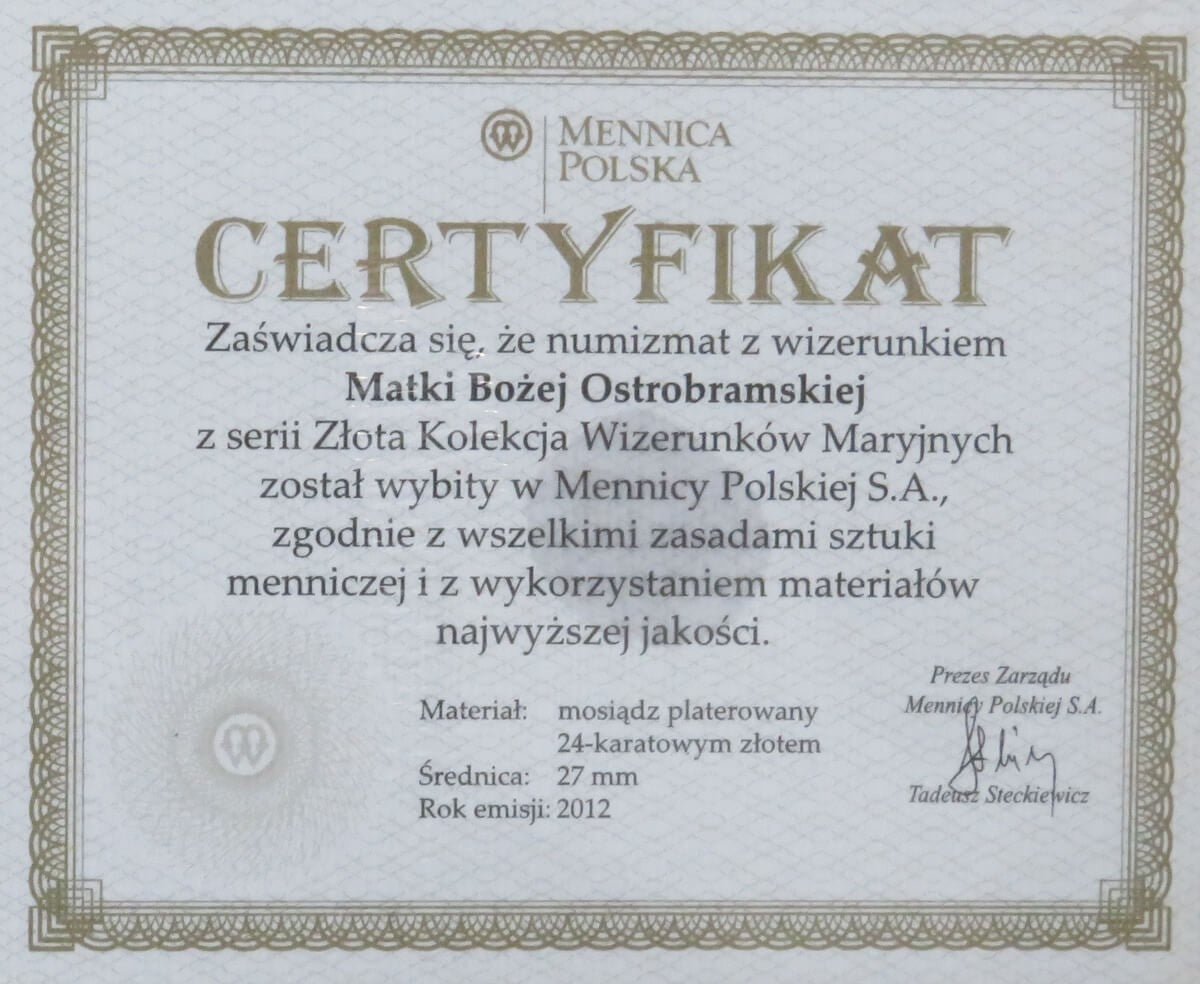 MENNICA
POLSKA
CERTYFIKAT
Zaświadcza się, że numizmat z wizerunkiem
Matki Bożej Ostrobramskiej
z serii Złota Kolekcja Wizerunków Maryjnych
został wybity w Mennicy Polskiej S.A.,
zgodnie z wszelkimi zasadami sztuki
menniczej i z wykorzystaniem materiałów
najwyższej jakości.
Materiał: mosiądz platerowany
24-karatowym złotem
Średnica: 27 mm
Rok emisji: 2012
Prezes Zarządu
Mennicy Polskiej S.A.
Tadeusz Steckiewicz